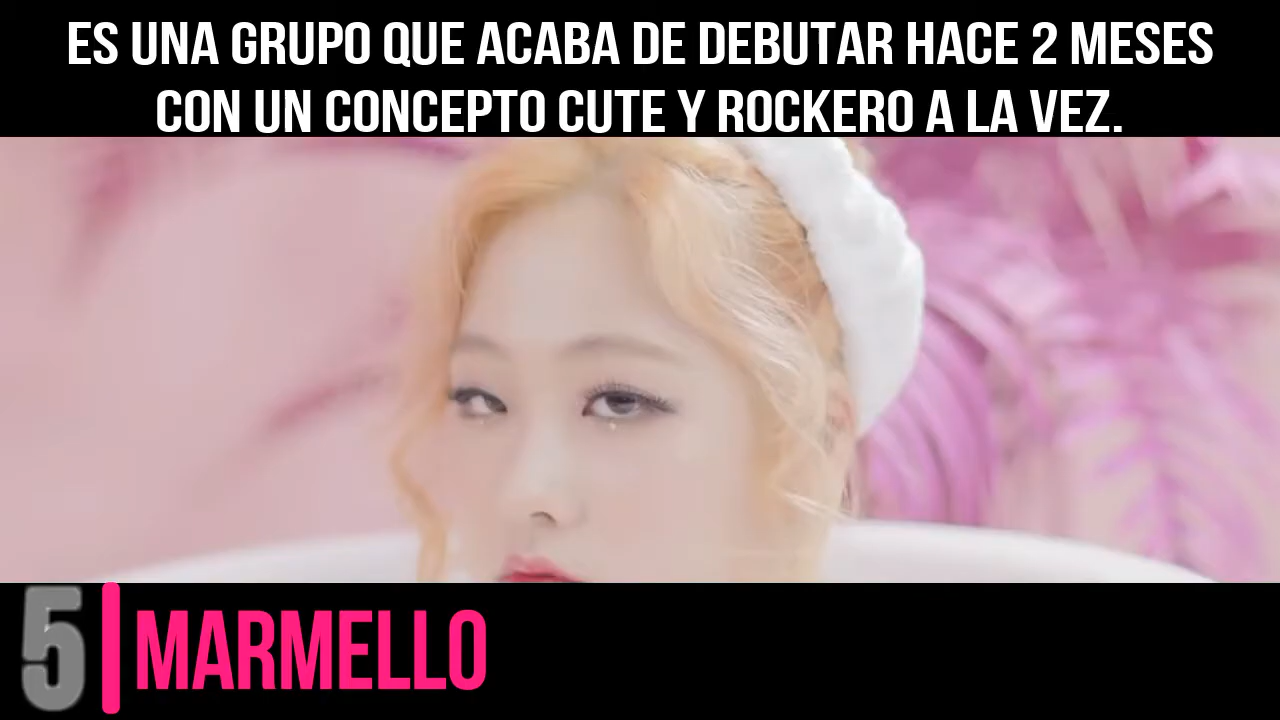 ES UNA GRUPO QUE ACABA DE DEBUTAR HACE 2 MESES
CON UN CONCEPTO CUTE Y ROCKERO A LA VEZ.
5 MARMELLO